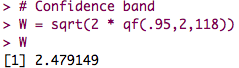 > # Confidence band
> W = sqrt(2 * qf(.95,2,118))
> W
[1] 2.479149